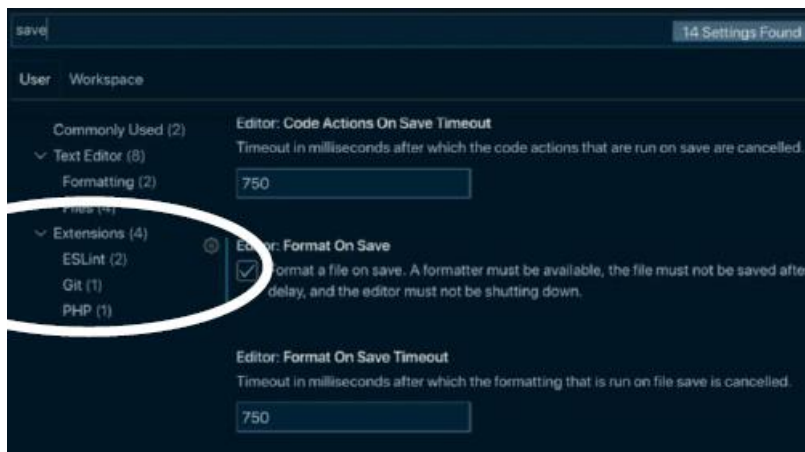 save
14 Settings Found
User Workspace
Commonly Used (2)
Text Editor (8)
Formatting (2)
Files (4)
Extensions (4)
ESLint (2)
Git (1)
PHP (1)
Editor: Code Actions On Save Timeout
Timeout in milliseconds after which the code actions that are run on save are cancelled.
750
Editor: Format On Save
Format a file on save. A formatter must be available, the file must not be saved afte
delay, and the editor must not be shutting down.
Editor: Format On Save Timeout
Timeout in milliseconds after which the formatting that is run on file save is cancelled.
750